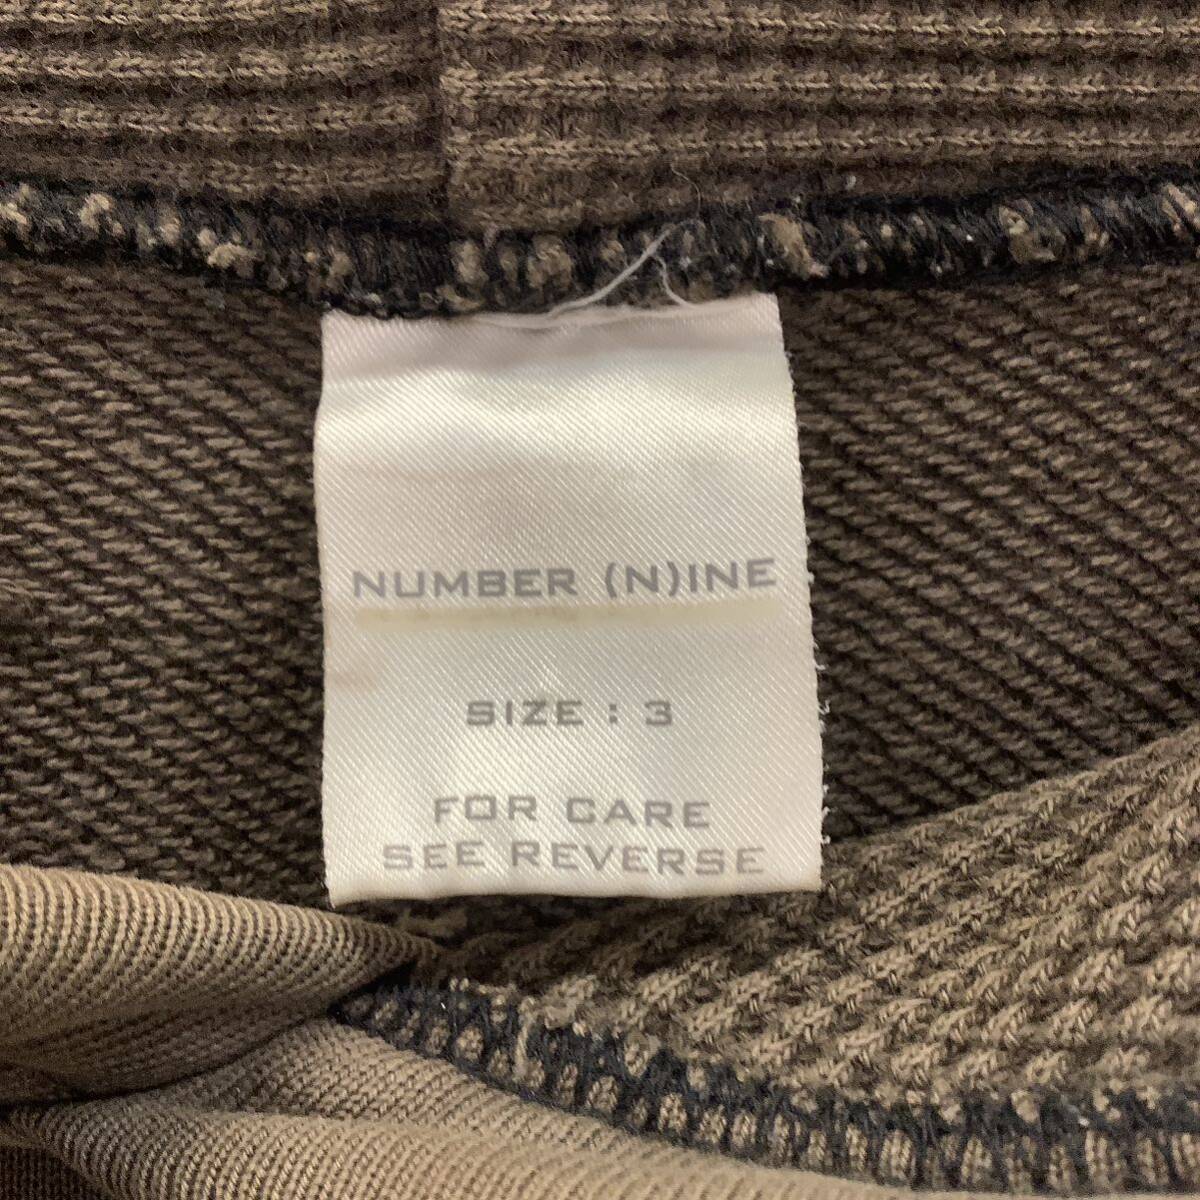 NUMBER (N)INE
SIZE : 3
FOR CARE
SEE REVERSE